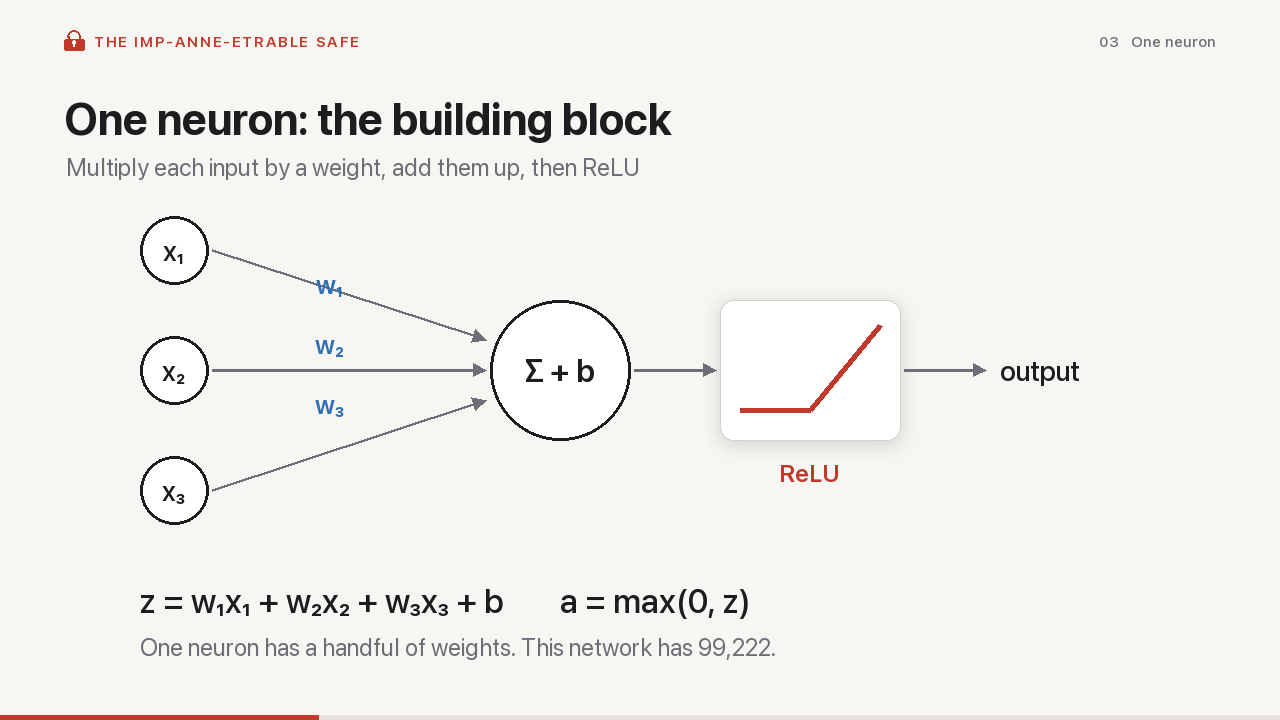 THE IMP-ANNE-ETRABLE SAFE
03 One neuron
One neuron: the building block
Multiply each input by a weight, add them up, then ReLU
x₁
w₁
w₂
x₂
Σ + b
output
w₃
ReLU
x₃
z = w₁x₁ + w₂x₂ + w₃x₃ + b
a = max(0, z)
One neuron has a handful of weights. This network has 99,222.